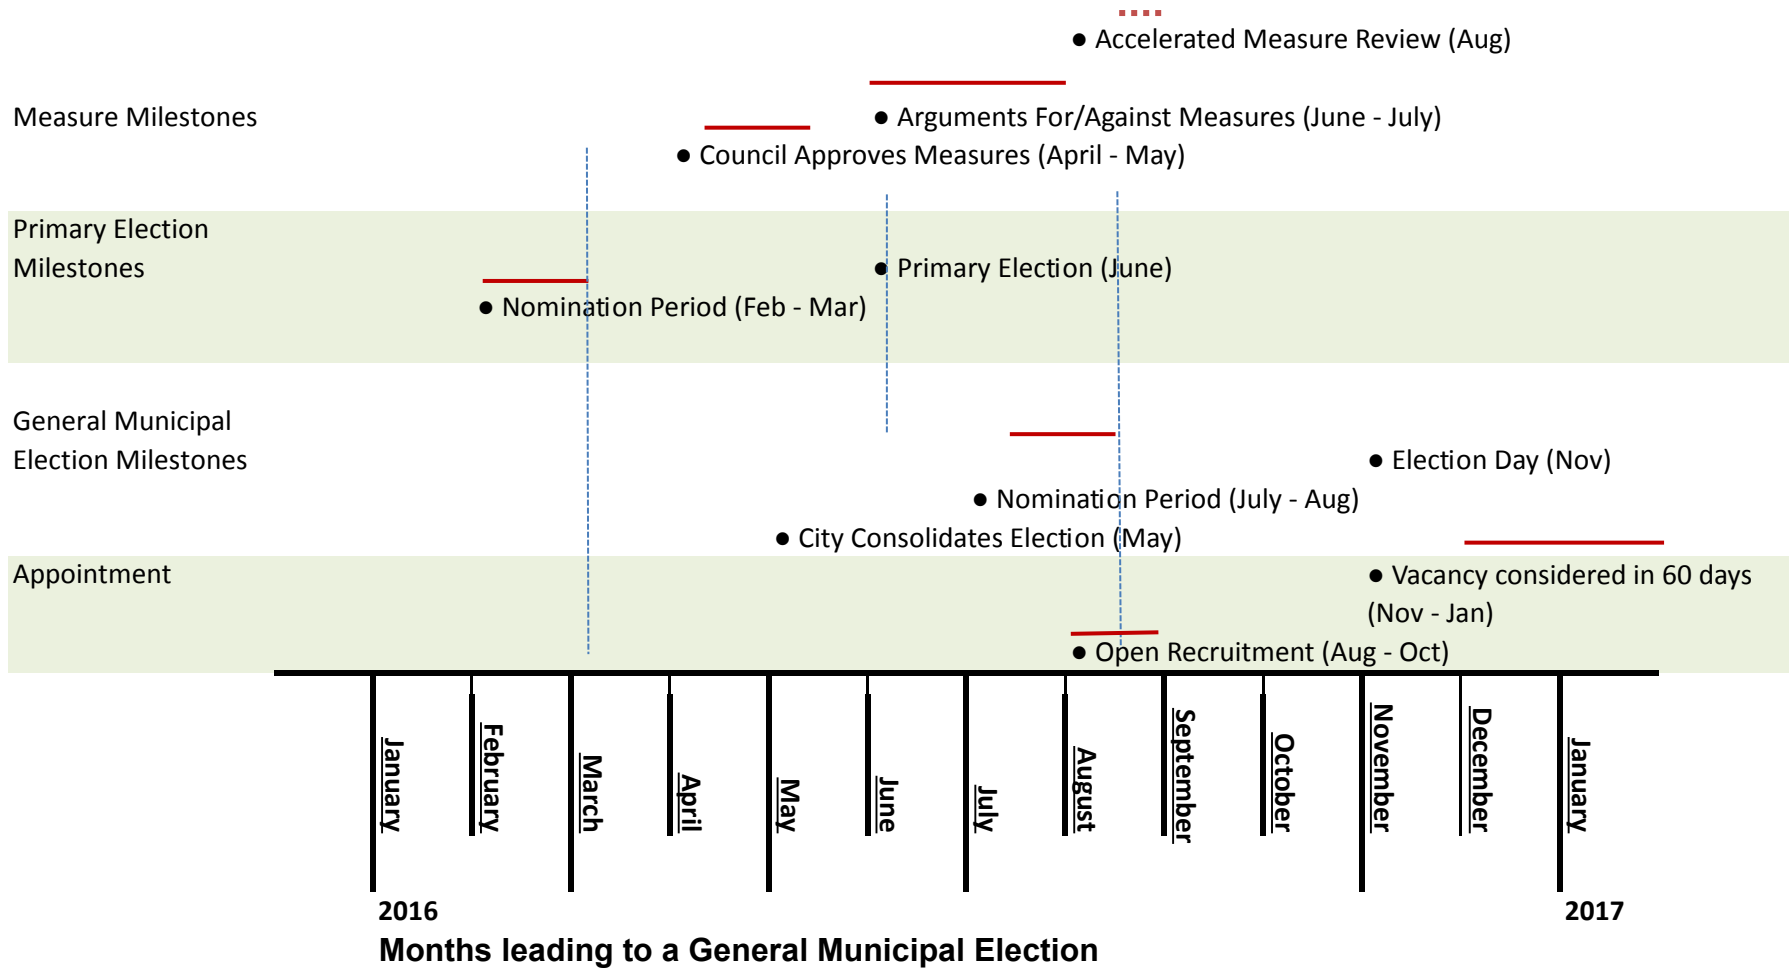 ● Accelerated Measure Review (Aug)
Measure Milestones
● Arguments For/Against Measures (June - July)
● Council Approves Measures (April - May)
Primary Election
Milestones
● Primary Election (June)
● Nomination Period (Feb - Mar)
General Municipal
Election Milestones
● Election Day (Nov)
● Nomination Period (July - Aug)
● City Consolidates Election (May)
Appointment
● Vacancy considered in 60 days
(Nov - Jan)
● Open Recruitment (Aug - Oct)
January
February
March
April
May
June
July
August
September
October
November
December
January
2016
2017
Months leading to a General Municipal Election